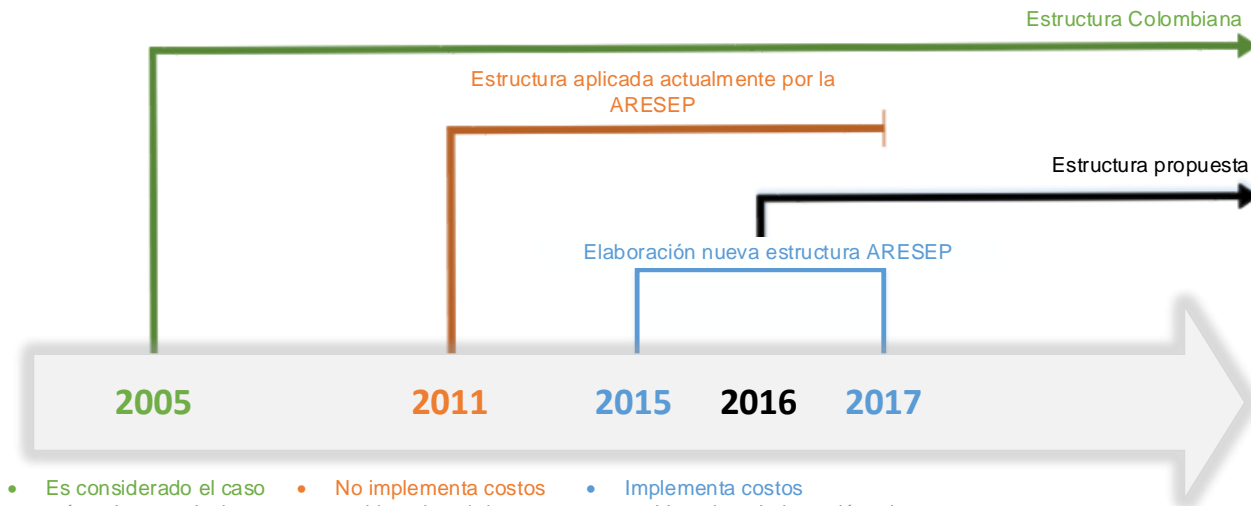 Estructura Colombiana
Estructura aplicada actualmente por la
ARESEP
Estructura propuesta
Elaboración nueva estructura ARESEP
2005 2011 2015 2016 2017
• Es considerado el caso • No implementa costos • Implementa costos